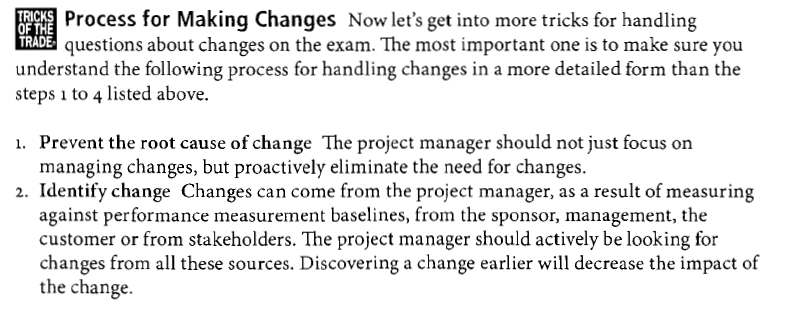 TRICKS
OF THE
TRADE
Process for Making Changes Now let's get into more tricks for handling
questions about changes on the exam. The most important one is to make sure you
understand the following process for handling changes in a more detailed form than the
steps 1 to 4 listed above.
1. Prevent the root cause of change The project manager should not just focus on
managing changes, but proactively eliminate the need for changes.
2. Identify change Changes can come from the project manager, as a result of measuring
against performance measurement baselines, from the sponsor, management, the
customer or from stakeholders. The project manager should actively be looking for
changes from all these sources. Discovering a change earlier will decrease the impact of
the change.